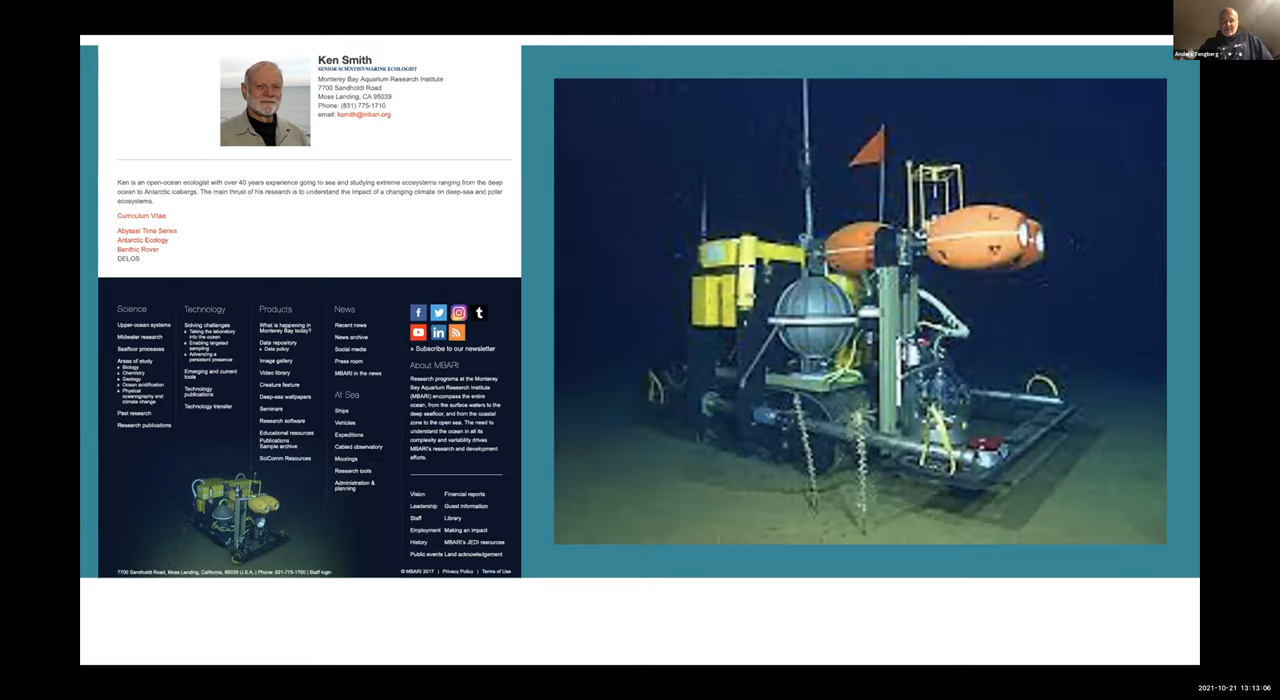 Anders Tengberg
Ken Smith
SENIOR SCIENTIST/MARINE ECOLOGIST
Monterey Bay Aquarium Research Institute
7700 Sandholdt Road
Moss Landing, CA 95039
Phone: (831) 775-1710
email: ksmith@mbari.org
Ken is an open-ocean ecologist with over 40 years experience going to sea and studying extreme ecosystems ranging from the deep
ocean to Antarctic icebergs. The main thrust of his research is to understand the impact of a changing climate on deep-sea and polar
ecosystems.
Curriculum Vitae
Abyssal Time Series
Antarctic Ecology
Benthic Rover
DELOS
Science
Upper-ocean systems
Midwater research
Seafloor processes
Areas of study
Biology
Chemistry
Geology
Ocean acidification
Physical
oceanography and
climate change
Past research
Research publications
Technology
Solving challenges
Taking the laboratory
into the ocean
Enabling targeted
sampling
Advancing a
persistent presence
Emerging and current
tools
Technology
publications
Technology transfer
Products
What is happening in
Monterey Bay today?
Data repository
Data policy
Image gallery
Video library
Creature feature
Deep-sea wallpapers
Seminars
Research software
Educational resources
Publications
Sample archive
SciComm Resources
News
Recent news
News archive
Social media
Press room
MBARI in the news
At Sea
Ships
Vehicles
Expeditions
Cabled observatory
Moorings
Research tools
Administration &
planning
» Subscribe to our newsletter
About MBARI
Research programs at the Monterey
Bay Aquarium Research Institute
(MBARI) encompass the entire
ocean, from the surface waters to the
deep seafloor, and from the coastal
zone to the open sea. The need to
understand the ocean in all its
complexity and variability drives
MBARI's research and development
efforts.
Vision Financial reports
Leadership Guest information
Staff Library
Employment Making an impact
History MBARI's JEDI resources
Public events Land acknowledgement
7700 Sandholdt Road, Moss Landing, California, 95039 U.S.A. | Phone: 831-775-1700 | Staff login
© MBARI 2017 | Privacy Policy | Terms of Use
2021-10-21 13:13:06